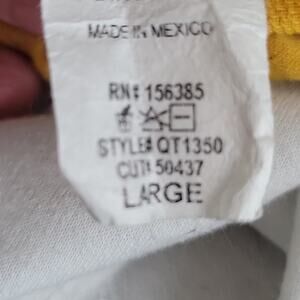 MADE IN MEXICO
RN# 156385
STYLE# QT1350
CUT# 50437
LARGE